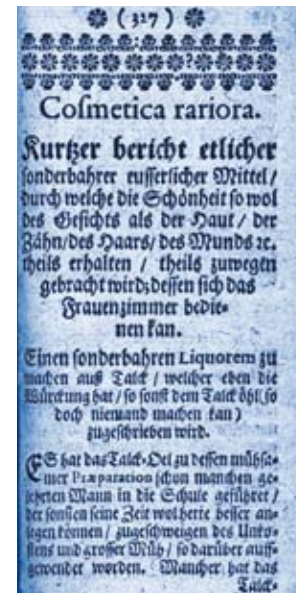 (317)
Coſmetica rariora.
Kurtzer bericht etlicher
ſonderbahrer euſſerlicher Mittel/
durch welche die Schönheit ſo wol
des Geſichts als der Haut / der
Zähn/des Haars/des Munds ꝛc.
theils erhalten / theils zuwegen
gebracht wird; deſſen ſich das
Frauenzimmer bedie-
nen kan.
Einen ſonderbahren Liquorem zu
machen auß Talck / welcher eben die
Würckung hat / ſo ſonſt dem Talck öhl (ſo
doch niemand machen kan)
zugeſchrieben wird.
ES hat das Talck-Oel zu deſſen mühſa-
mer Præparation ſchon manchen ge-
lehrten Mann in die Schule geführet /
der ſonſten ſeine Zeit wol hette beſſer an-
legen können / zugeſchweigen des Unko-
ſtens und groſſer Müh / ſo darüber auff-
gewendet worden. Mancher hat das
Talck-